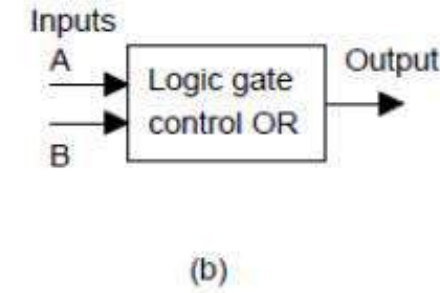 Inputs
A
Output
Logic gate
control OR
B
(b)